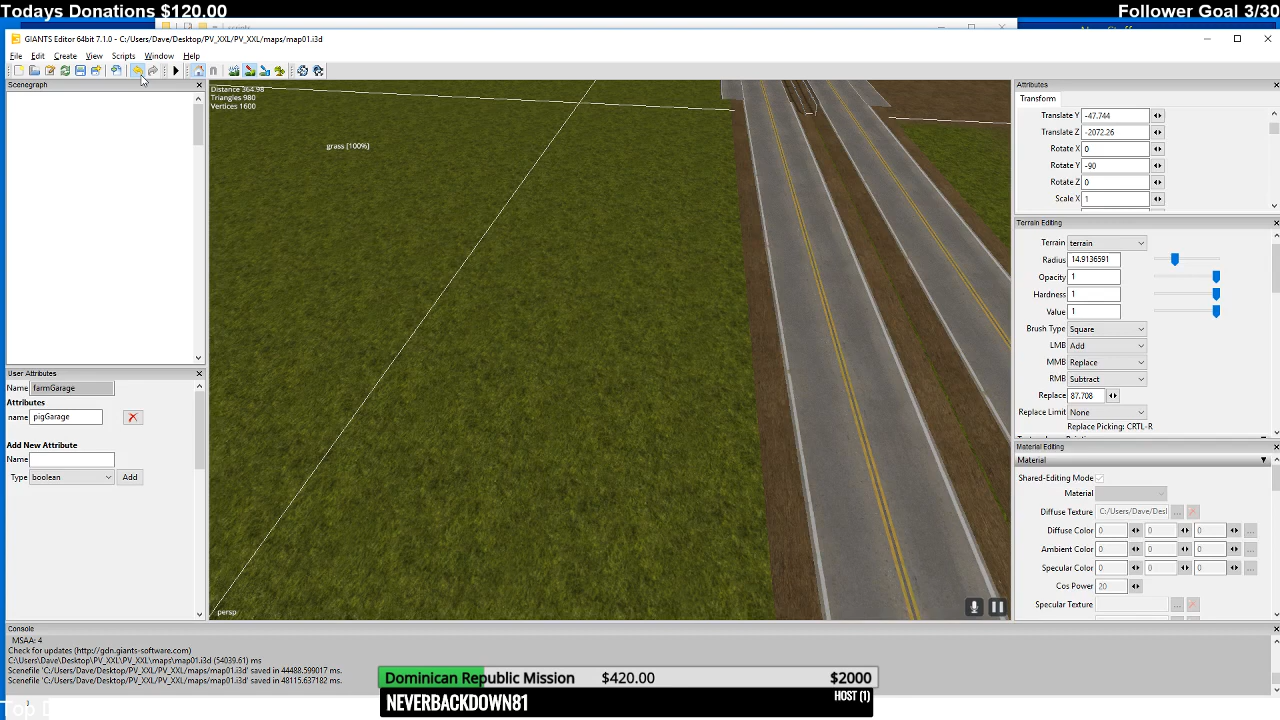 Todays Donations $120.00
Follower Goal 3/30
GIANTS Editor 64bit 7.1.0 - C:/Users/Dave/Desktop/PV_XXL/PV_XXL/maps/map01.i3d
File Edit Create View Scripts Window Help
Scenegraph
Distance 364.98
Triangles 980
Vertices 1600
grass [100%]
persp
Attributes
Transform
Translate Y -47.744
Translate Z -2072.26
Rotate X 0
Rotate Y -90
Rotate Z 0
Scale X 1
Terrain Editing
Terrain terrain
Radius 14.9136591
Opacity 1
Hardness 1
Value 1
Brush Type Square
LMB Add
MMB Replace
RMB Subtract
Replace 87.708
Replace Limit None
Replace Picking: CRTL-R
Material Editing
Material
Shared-Editing Mode
Material
Diffuse Texture C:/Users/Dave/Desl
Diffuse Color 0 0 0
Ambient Color 0 0 0
Specular Color 0 0 0
Cos Power 20
Specular Texture
User Attributes
Name farmGarage
Attributes
name pigGarage
Add New Attribute
Name
Type boolean Add
Console
MSAA: 4
Check for updates (http://gdn.giants-software.com)
C:\Users\Dave\Desktop\PV_XXL\PV_XXL\maps\map01.i3d (54039.61) ms
Scenefile 'C:/Users/Dave/Desktop/PV_XXL/PV_XXL/maps/map01.i3d' saved in 44488.599017 ms.
Scenefile 'C:/Users/Dave/Desktop/PV_XXL/PV_XXL/maps/map01.i3d' saved in 48115.637182 ms.
Dominican Republic Mission $420.00 $2000
NEVERBACKDOWN81 HOST (1)